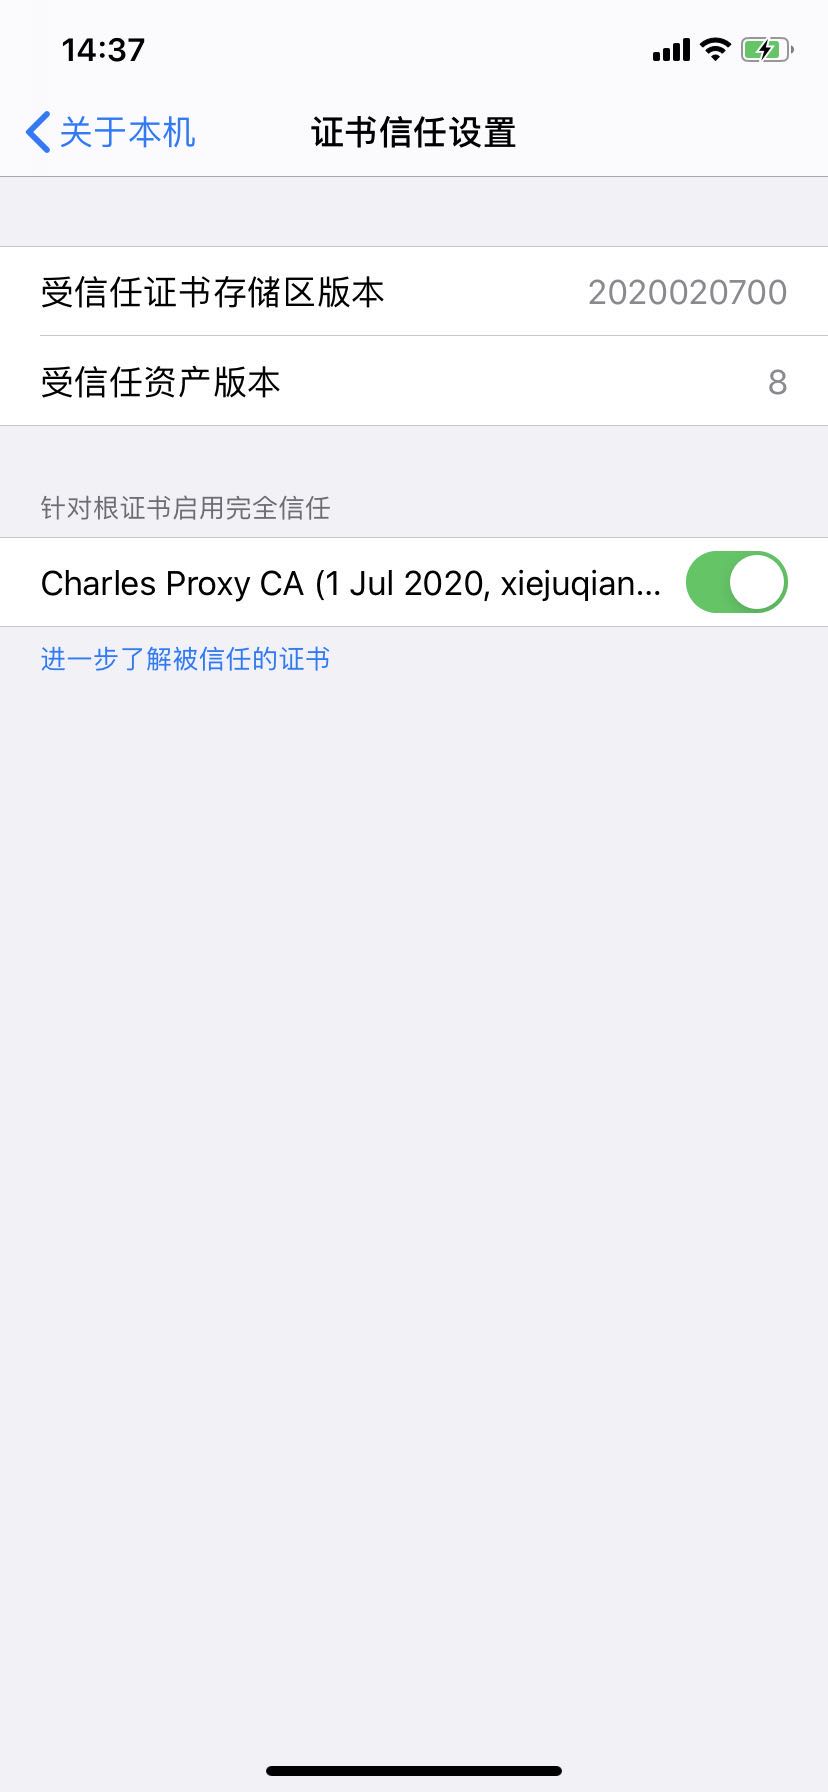 14:37
关于本机
证书信任设置
受信任证书存储区版本 2020020700
受信任资产版本 8
针对根证书启用完全信任
Charles Proxy CA (1 Jul 2020, xiejuqian...
进一步了解被信任的证书